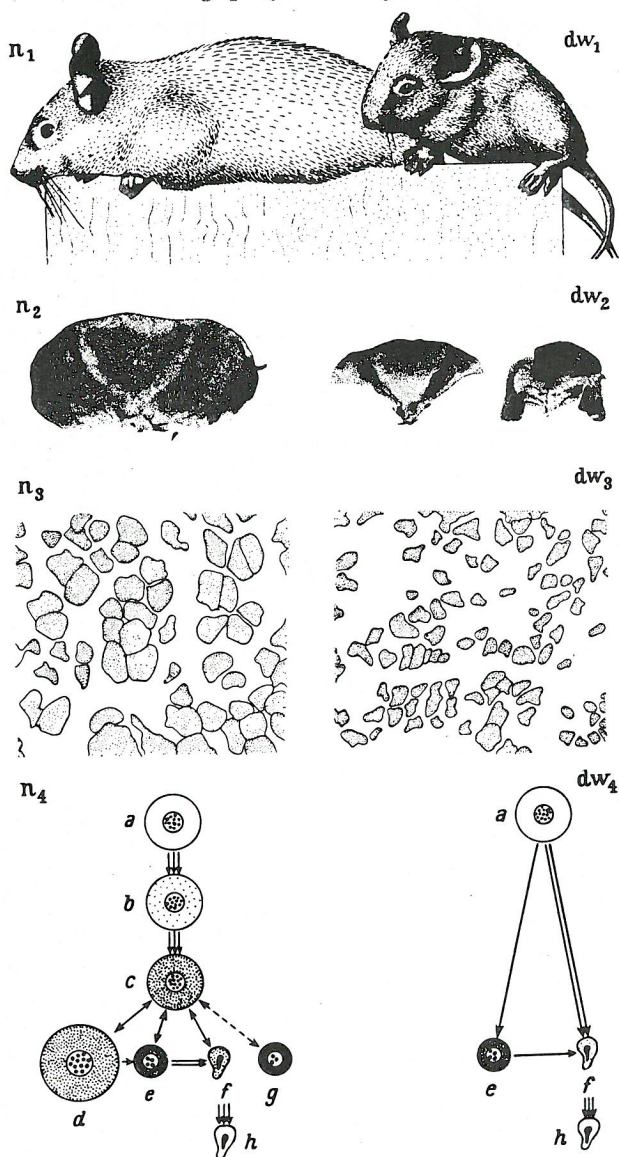 n₁ dw₁
n₂ dw₂
n₃ dw₃
n₄ dw₄
a a
b
c
d e f g e f
h h